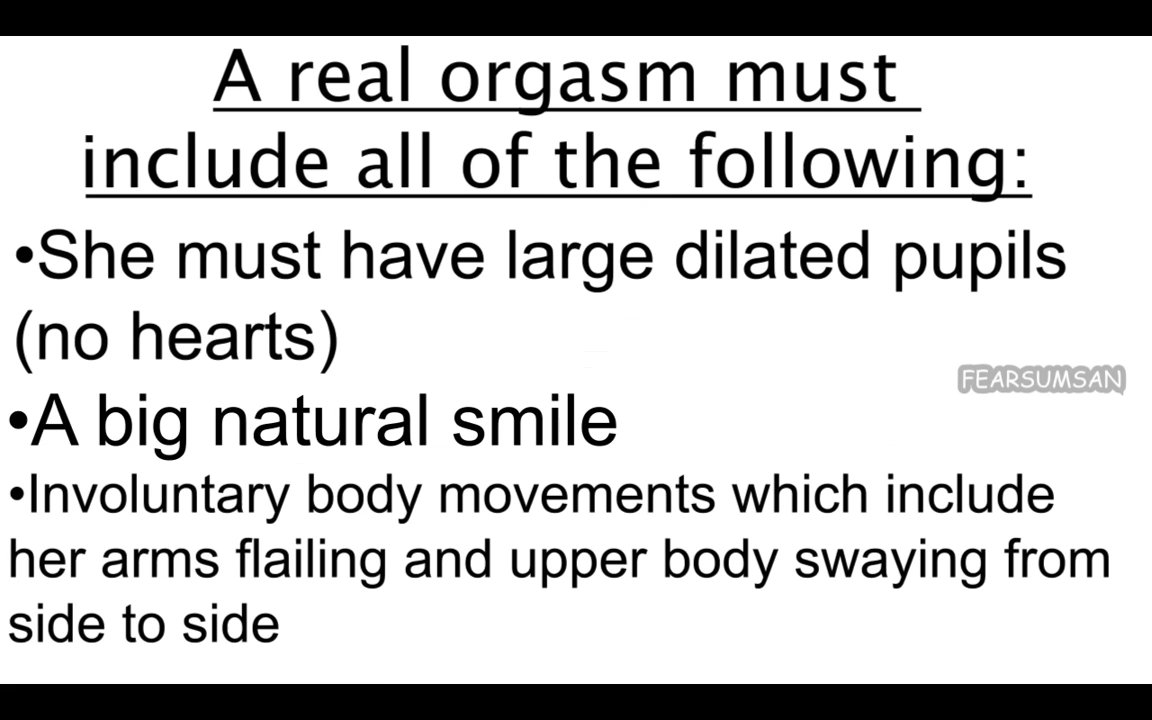 A real orgasm must
include all of the following:
•She must have large dilated pupils
(no hearts)
FEARSUMSAN
•A big natural smile
•Involuntary body movements which include
her arms flailing and upper body swaying from
side to side